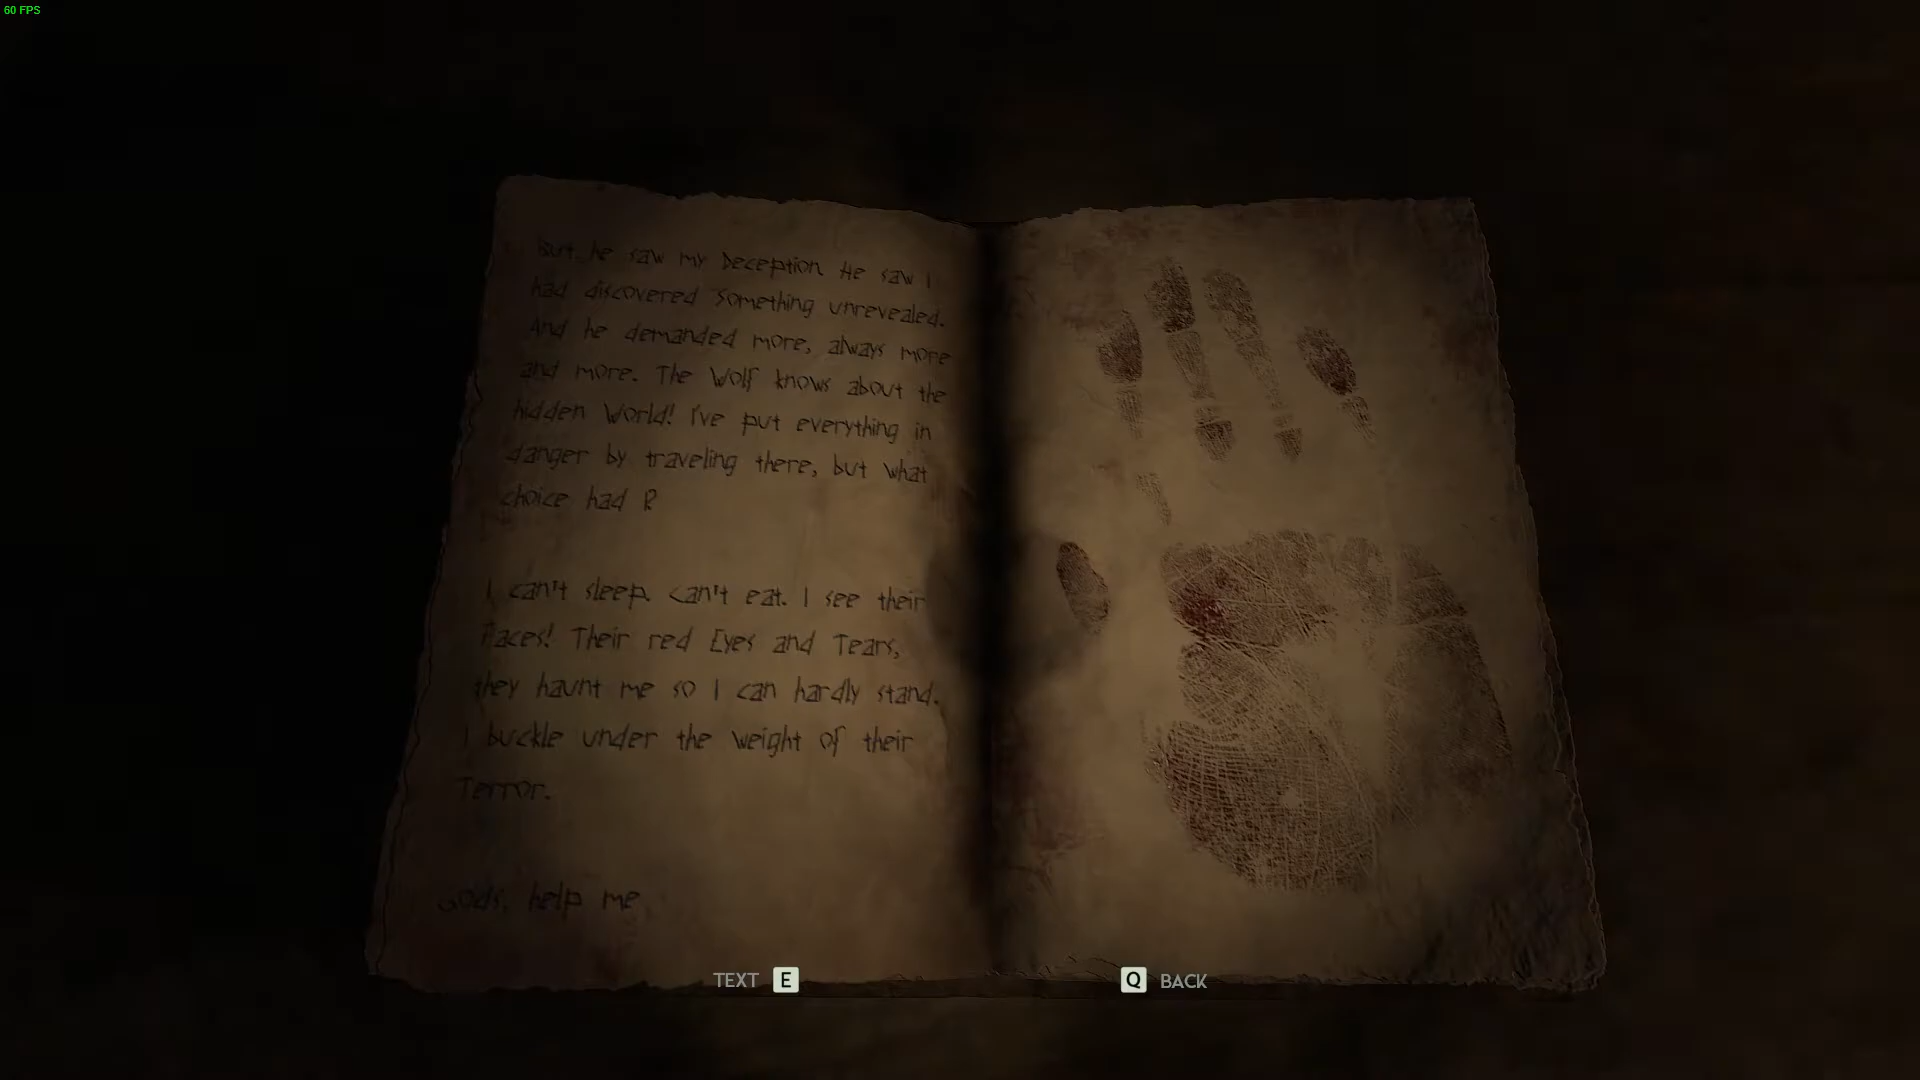 60 FPS
But he saw my Deception. He saw I
had discovered Something unrevealed.
And he demanded more, always more
and more. The Wolf knows about the
hidden World! I've put everything in
danger by traveling there, but what
choice had I?
I can't sleep. Can't eat. I see their
Faces! Their red Eyes and Tears,
they haunt me so I can hardly stand.
I buckle under the weight of their
Terror.
Gods, help me
TEXT E
Q BACK